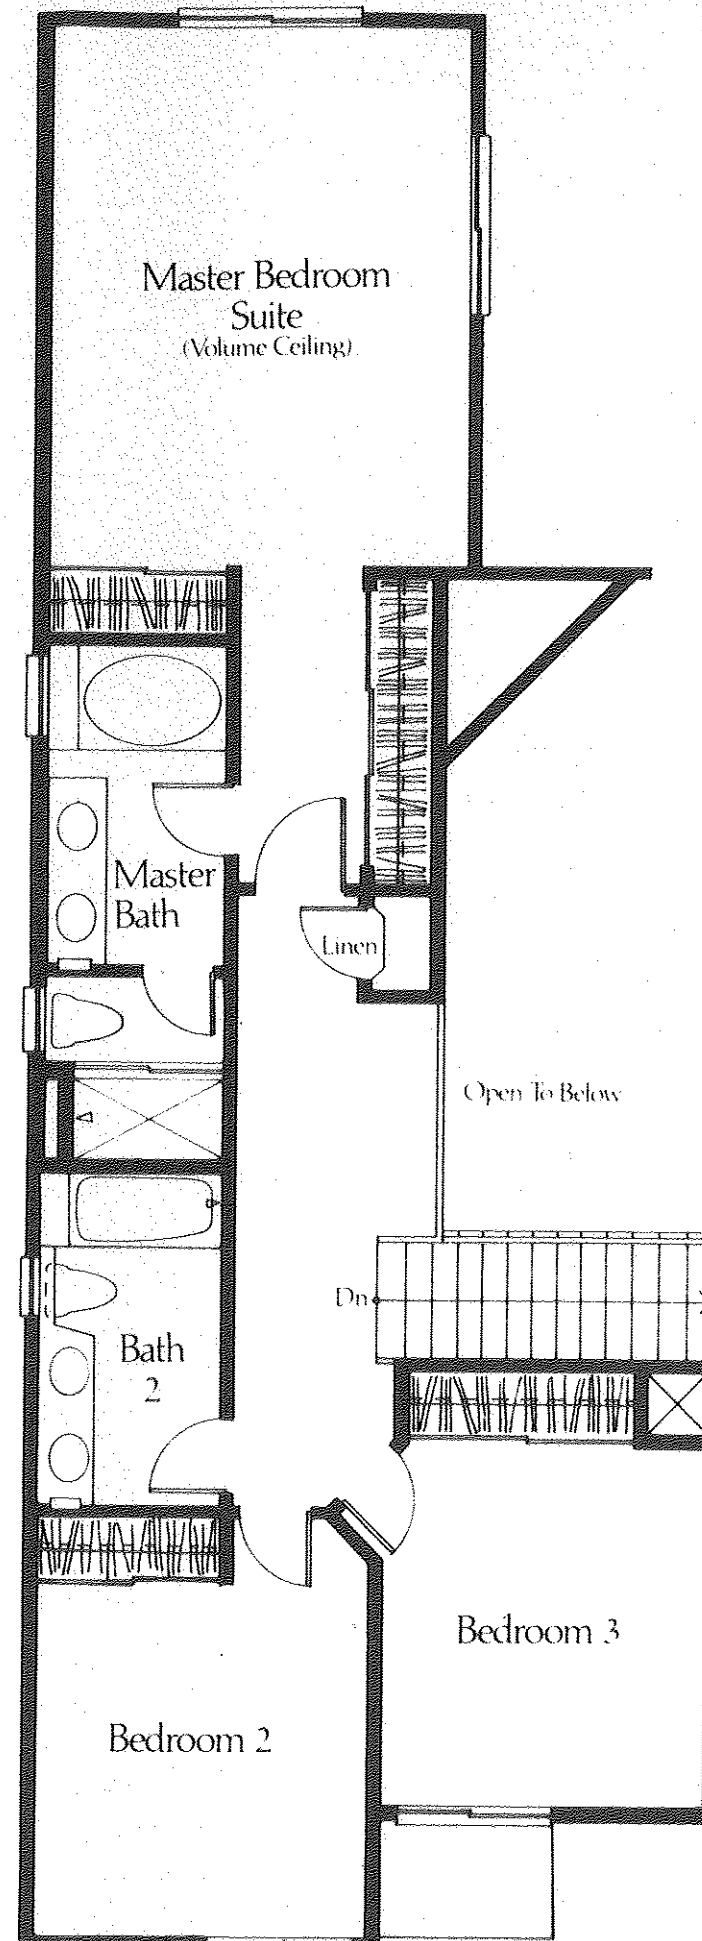 Master Bedroom
Suite
(Volume Ceiling)
Master
Bath
Linen
Open To Below
Dn
Bath
2
Bedroom 3
Bedroom 2